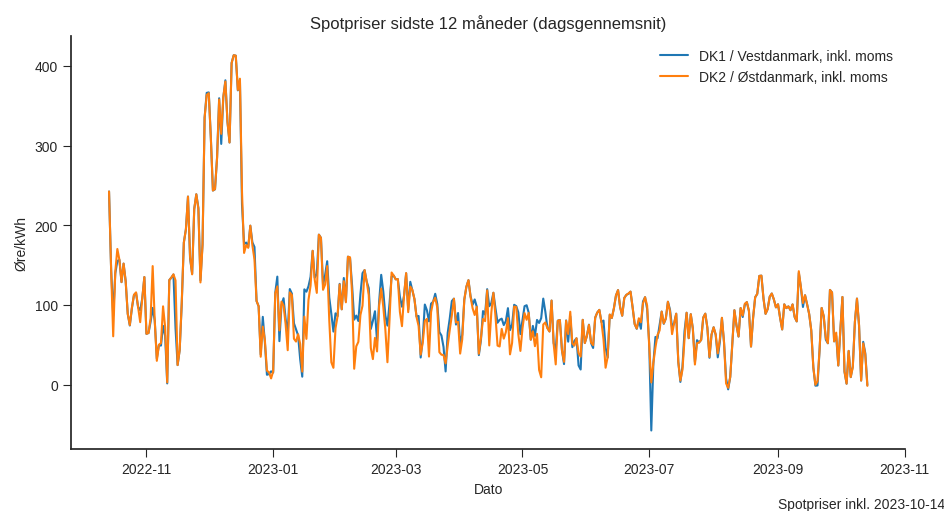 Spotpriser sidste 12 måneder (dagsgennemsnit)
DK1 / Vestdanmark, inkl. moms
DK2 / Østdanmark, inkl. moms
Øre/kWh
400
300
200
100
0
2022-11
2023-01
2023-03
2023-05
2023-07
2023-09
2023-11
Dato
Spotpriser inkl. 2023-10-14